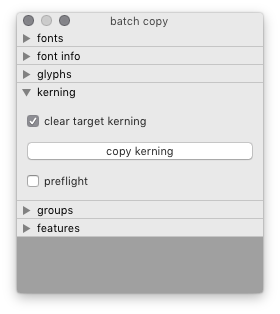 batch copy
fonts
font info
glyphs
kerning
clear target kerning
copy kerning
preflight
groups
features